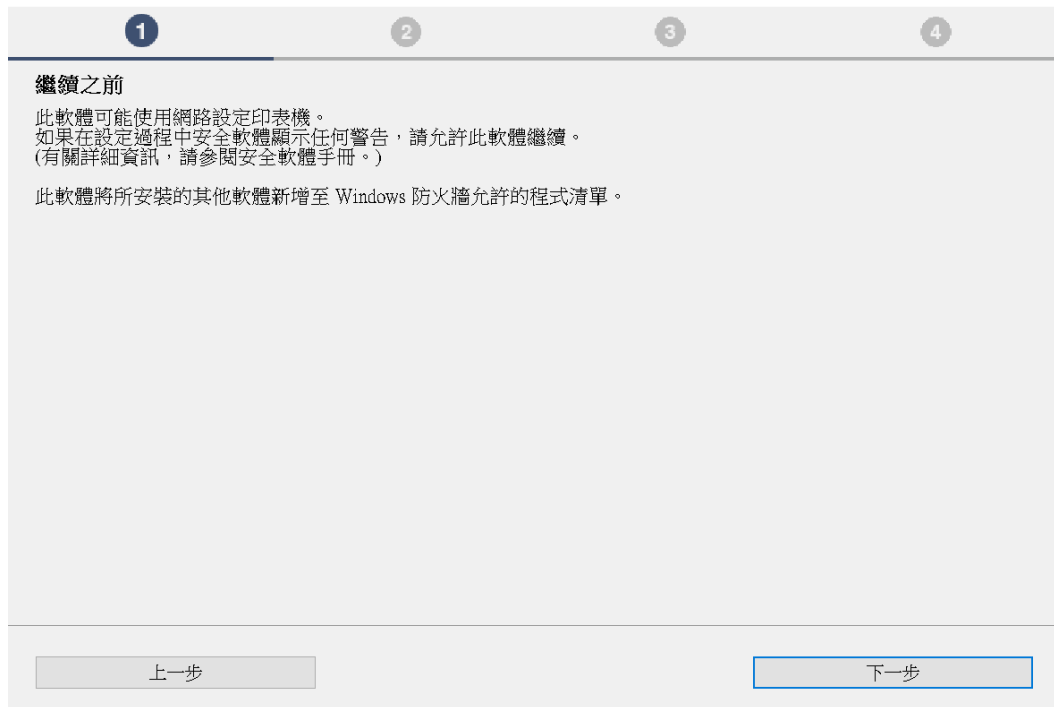 1
2
3
4
繼續之前
此軟體可能使用網路設定印表機。
如果在設定過程中安全軟體顯示任何警告，請允許此軟體繼續。
(有關詳細資訊，請參閱安全軟體手冊。)
此軟體將所安裝的其他軟體新增至 Windows 防火牆允許的程式清單。
上一步
下一步